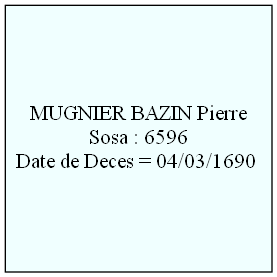 MUGNIER BAZIN Pierre
Sosa : 6596
Date de Deces = 04/03/1690